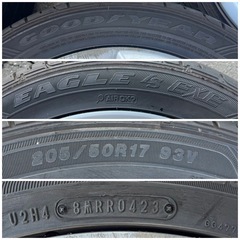 GOODYEAR
EAGLE LS EXE
205/50R17 93V
U2H4 8MRR0423